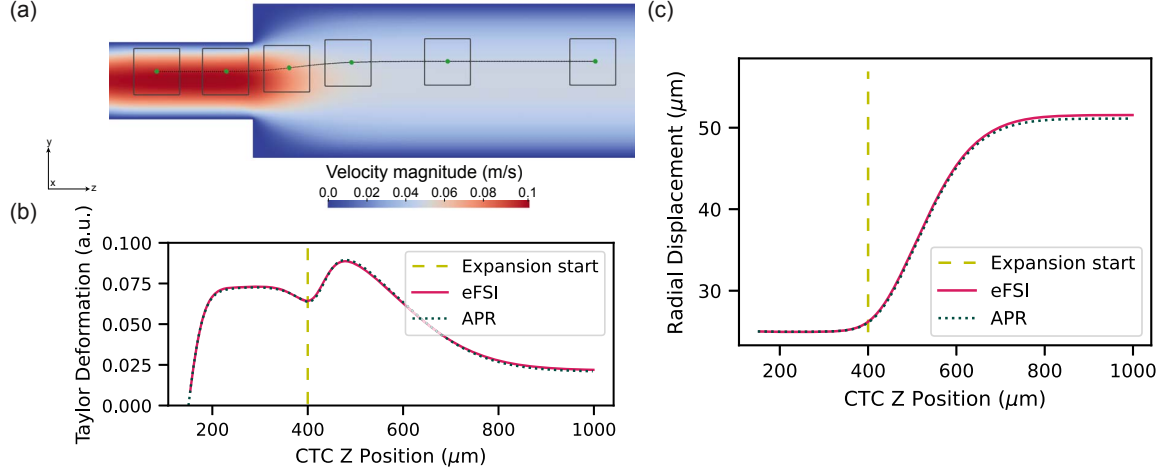 (a)
y
x
z
Velocity magnitude (m/s)
0.0 0.02 0.04 0.06 0.08 0.1
(b)
Taylor Deformation (a.u.)
0.100
0.075
0.050
0.025
0.000
Expansion start
eFSI
APR
200 400 600 800 1000
CTC Z Position (μm)
(c)
Radial Displacement (μm)
50
40
30
Expansion start
eFSI
APR
200 400 600 800 1000
CTC Z Position (μm)